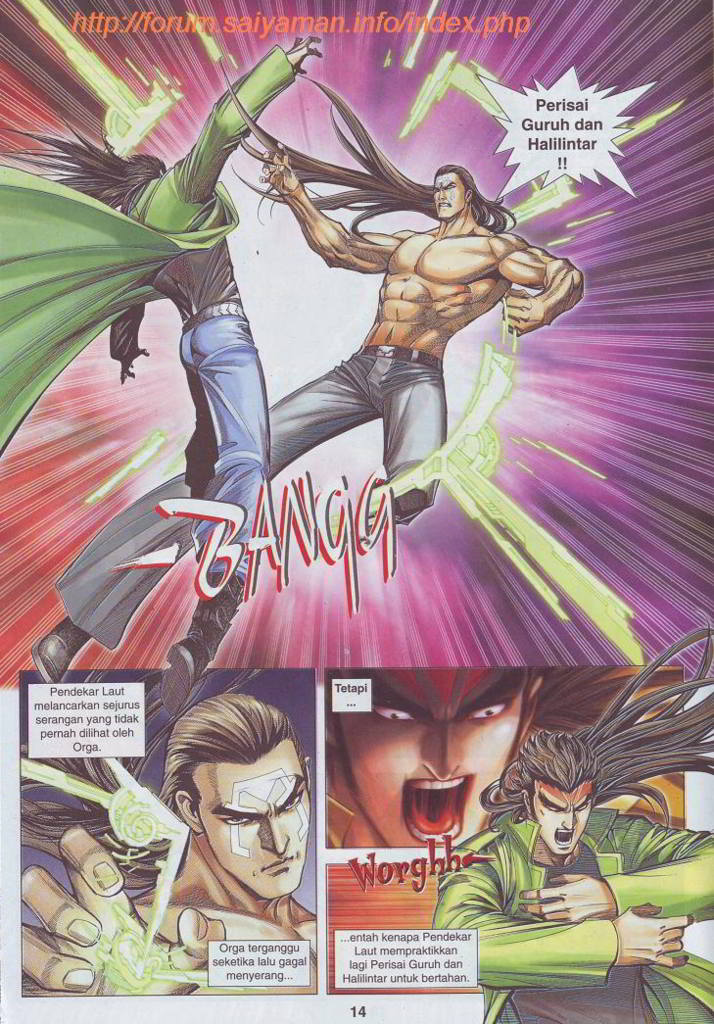 http://forum.saiyaman.info/index.php
Perisai
Guruh dan
Halilintar
!!
BANGG
Pendekar Laut
melancarkan sejurus
serangan yang tidak
pernah dilihat oleh
Orga.
Orga terganggu
seketika lalu gagal
menyerang...
Tetapi
...
Worghh
...entah kenapa Pendekar
Laut mempraktikkan
lagi Perisai Guruh dan
Halilintar untuk bertahan.
14